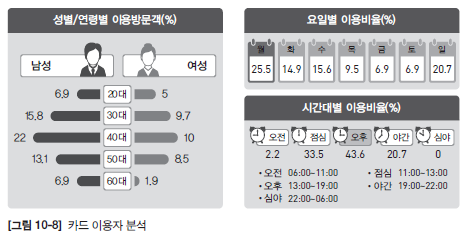 성별/연령별 이용방문객(%)
남성
여성
6.9 20대 5
15.8 30대 9.7
22 40대 10
13.1 50대 8.5
6.9 60대 1.9
요일별 이용비율(%)
월 화 수 목 금 토 일
25.5 14.9 15.6 9.5 6.9 6.9 20.7
시간대별 이용비율(%)
오전 점심 오후 야간 심야
2.2 33.5 43.6 20.7 0
• 오전 06:00~11:00 • 점심 11:00~13:00
• 오후 13:00~19:00 • 야간 19:00~22:00
• 심야 22:00~06:00
[그림 10-8] 카드 이용자 분석